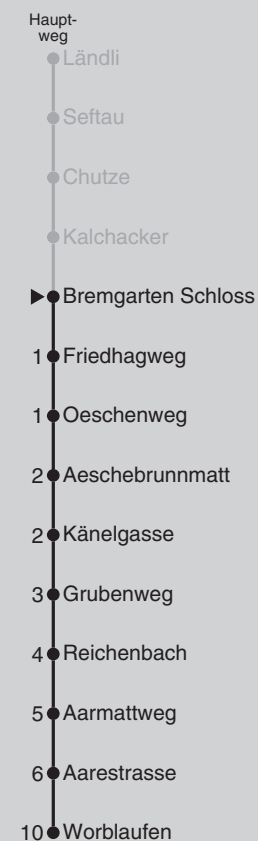 Haupt-
weg
Ländli
Seftau
Chutze
Kalchacker
Bremgarten Schloss
1 Friedhagweg
1 Oeschenweg
2 Aeschebrunnmatt
2 Känelgasse
3 Grubenweg
4 Reichenbach
5 Aarmattweg
6 Aarestrasse
10 Worblaufen